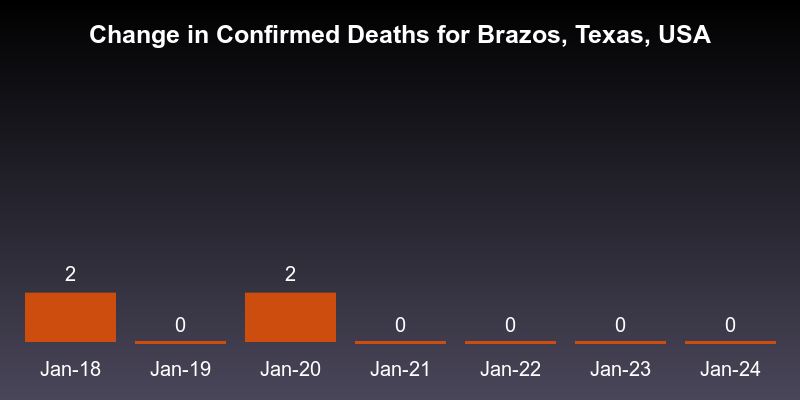 Change in Confirmed Deaths for Brazos, Texas, USA
2 0 2 0 0 0 0
Jan-18 Jan-19 Jan-20 Jan-21 Jan-22 Jan-23 Jan-24